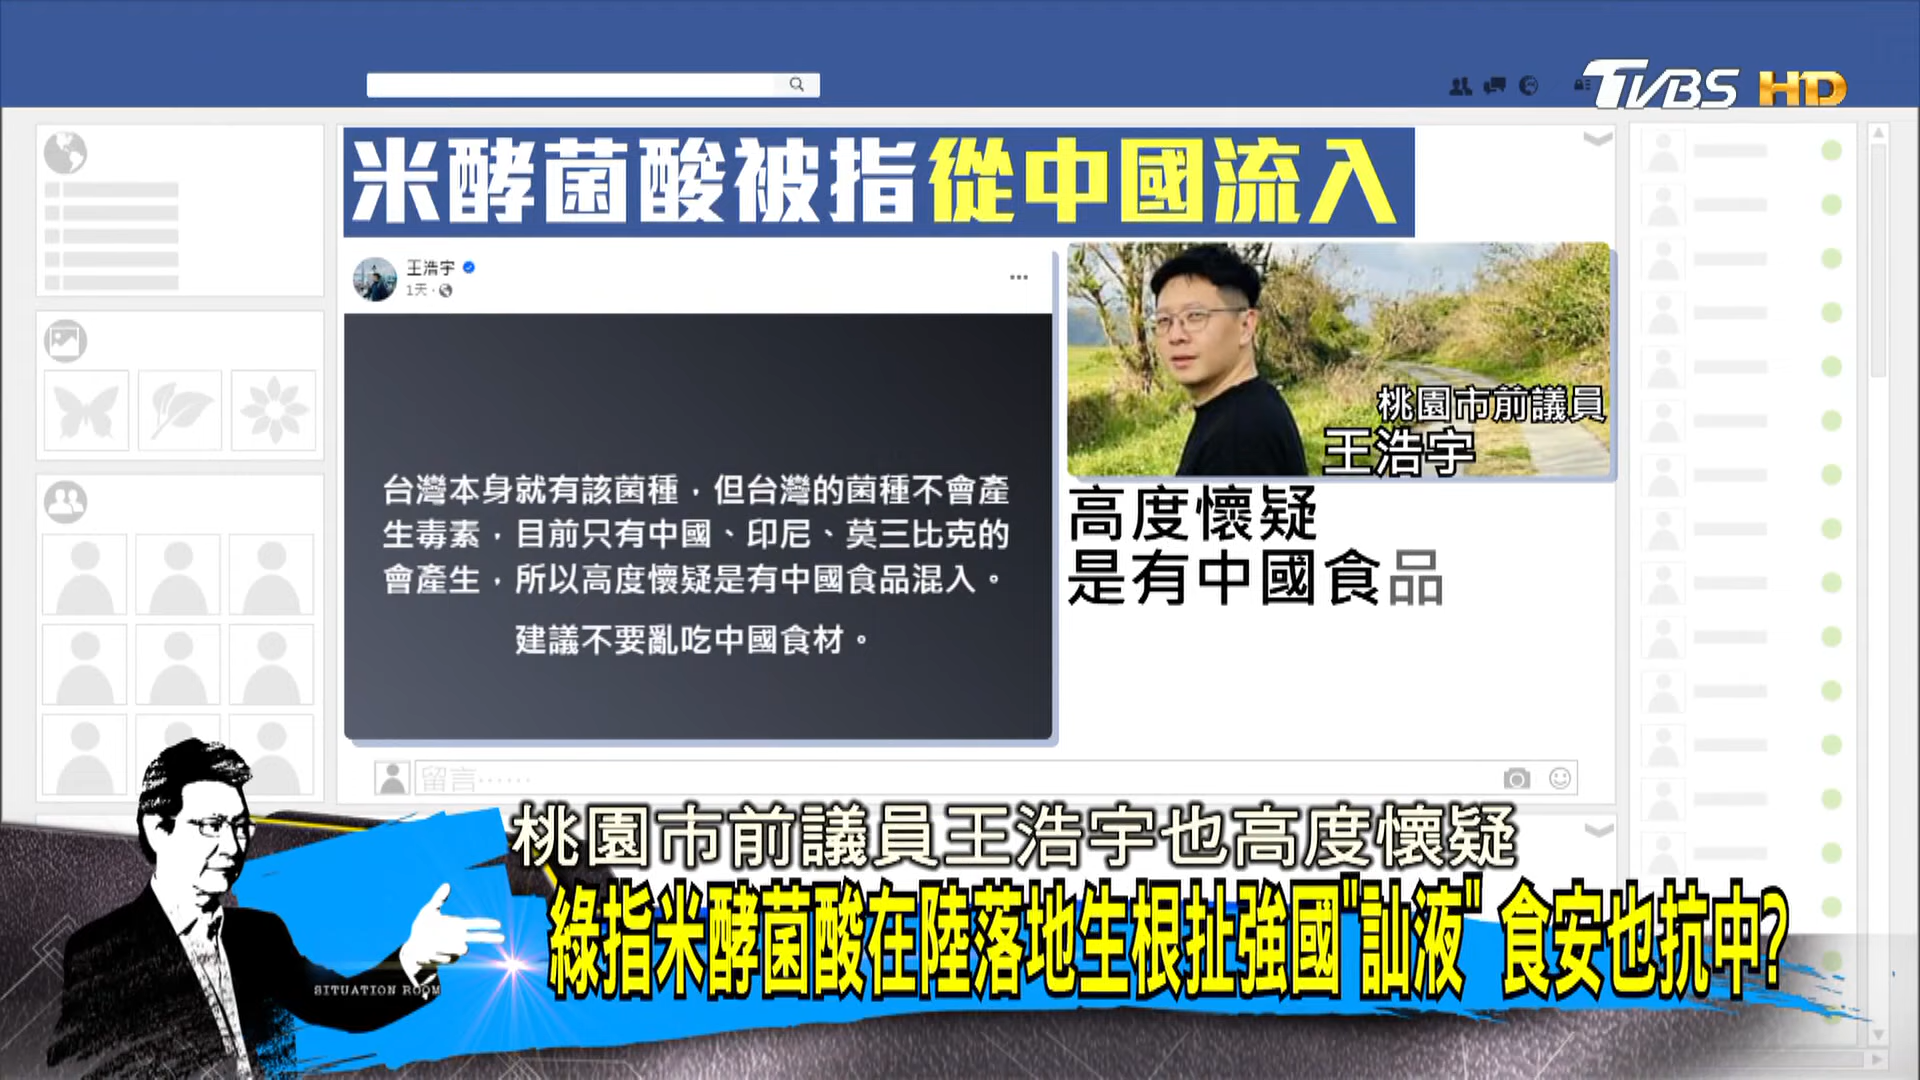 TVBS HD
米酵菌酸被指從中國流入
王浩宇
1天
台灣本身就有該菌種，但台灣的菌種不會產
生毒素，目前只有中國、印尼、莫三比克的
會產生，所以高度懷疑是有中國食品混入。
建議不要亂吃中國食材。
桃園市前議員
王浩宇
高度懷疑
是有中國食品
留言……
桃園市前議員王浩宇也高度懷疑
綠指米酵菌酸在陸落地生根扯強國"訕液" 食安也抗中?
SITUATION ROOM